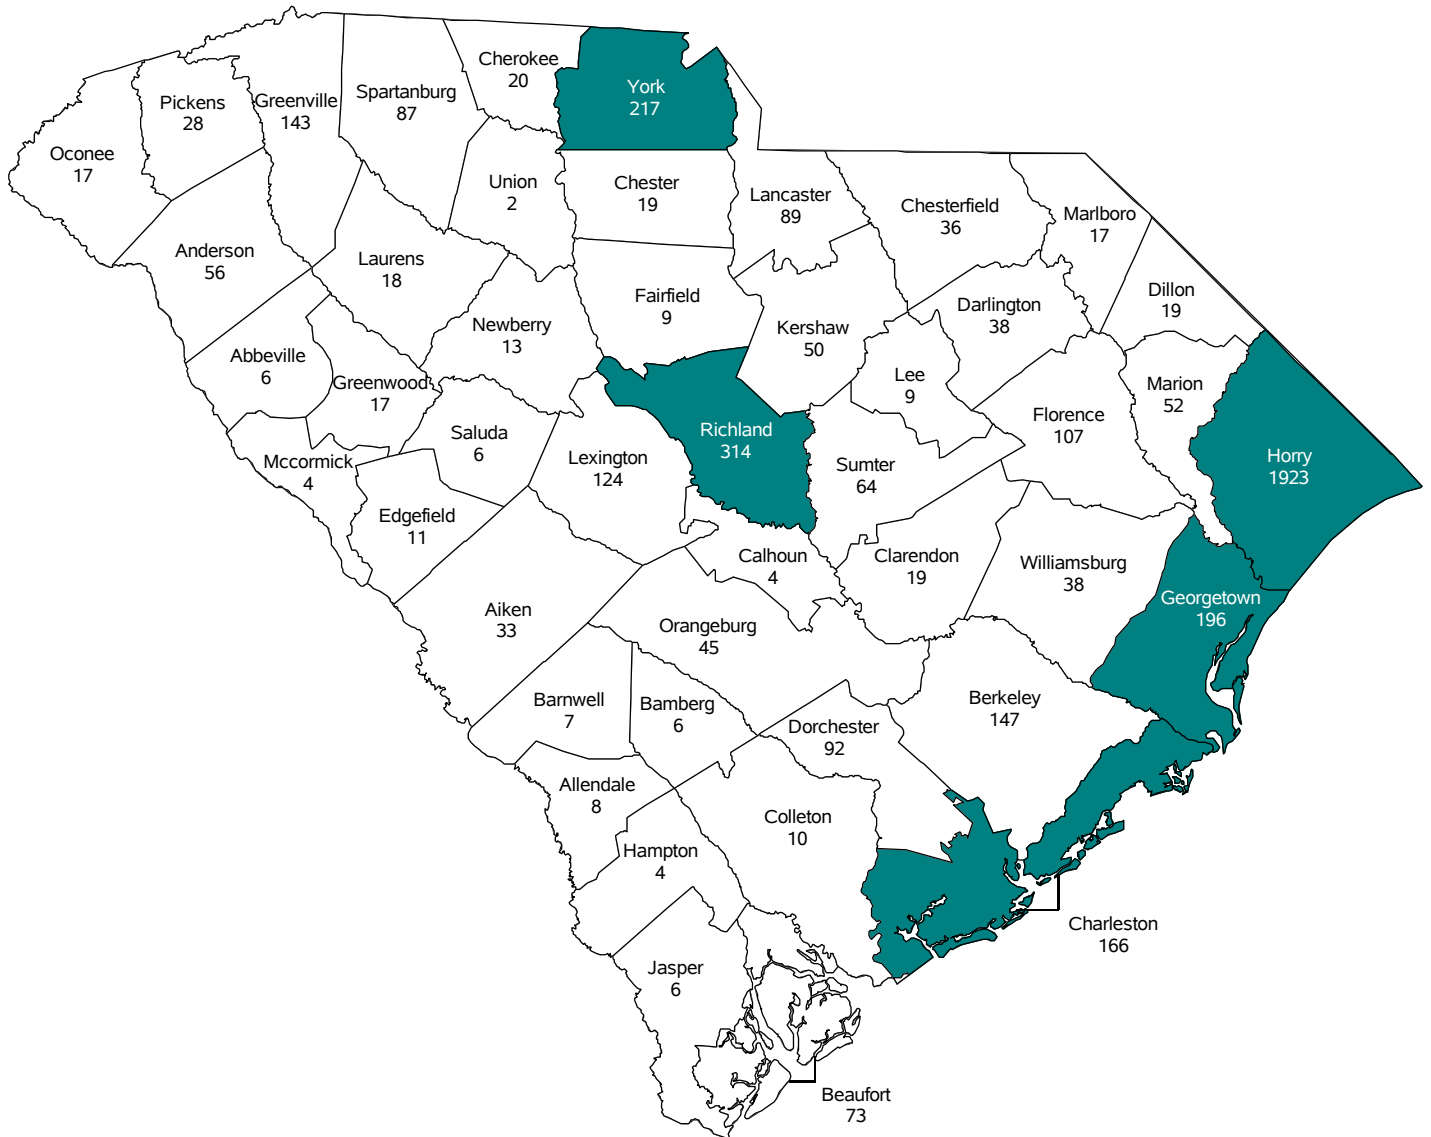 Cherokee
20
York
217
Spartanburg
87
Greenville
143
Pickens
28
Oconee
17
Union
2
Chester
19
Lancaster
89
Chesterfield
36
Marlboro
17
Anderson
56
Laurens
18
Fairfield
9
Darlington
38
Dillon
19
Newberry
13
Kershaw
50
Abbeville
6
Greenwood
17
Lee
9
Marion
52
Florence
107
Richland
314
Saluda
6
Horry
1923
Mccormick
4
Lexington
124
Sumter
64
Edgefield
11
Calhoun
4
Clarendon
19
Williamsburg
38
Georgetown
196
Aiken
33
Orangeburg
45
Barnwell
7
Bamberg
6
Berkeley
147
Dorchester
92
Allendale
8
Colleton
10
Hampton
4
Charleston
166
Jasper
6
Beaufort
73